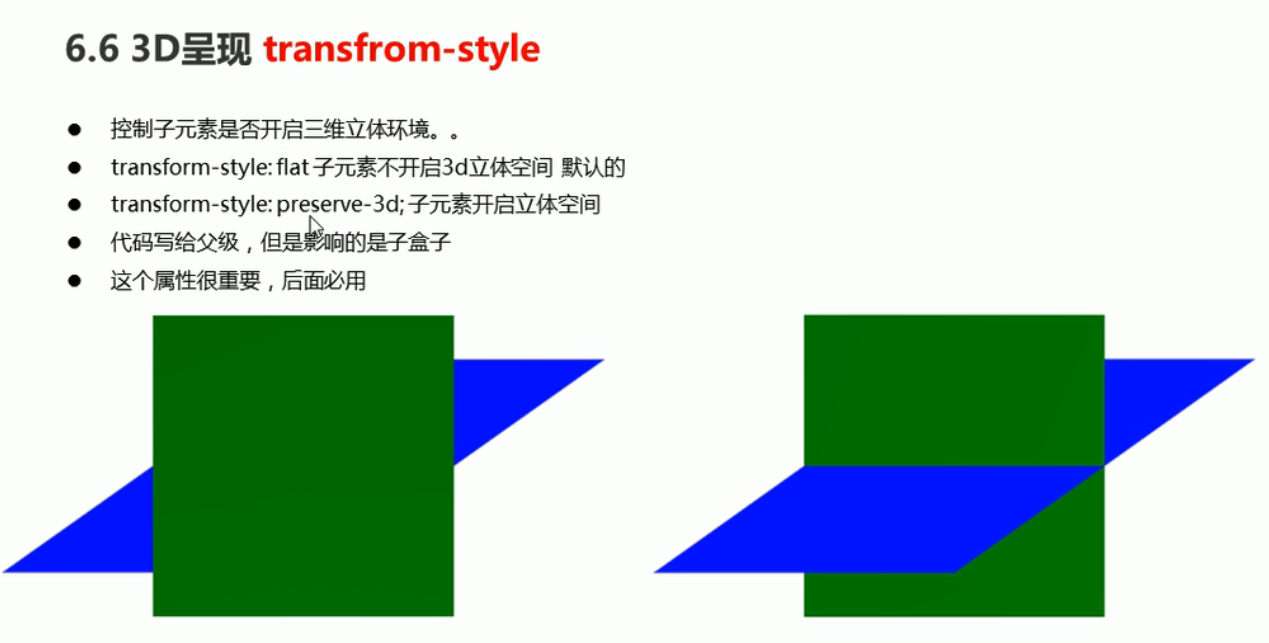 6.6 3D呈现 transfrom-style
控制子元素是否开启三维立体环境。。
transform-style: flat 子元素不开启3d立体空间 默认的
transform-style: preserve-3d; 子元素开启立体空间
代码写给父级，但是影响的是子盒子
这个属性很重要，后面必用